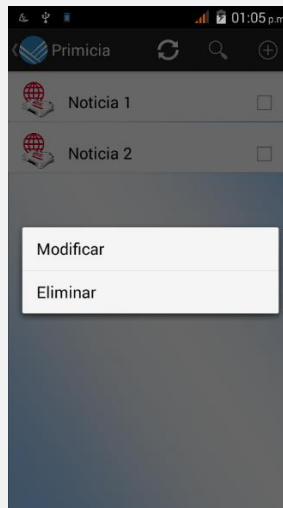 01:05 p.m
Primicia
Noticia 1
Noticia 2
Modificar
Eliminar